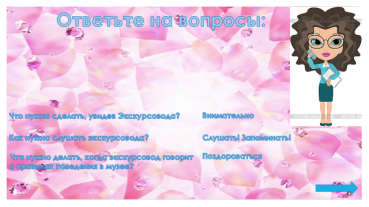 Ответьте на вопросы:
Что нужно сделать, увидев Экскурсовода?
Внимательно
Как нужно слушать экскурсовода?
Слушать! Запоминать!
Что нужно делать, когда экскурсовод говорит
о правилах поведения в музее?
Поздороваться